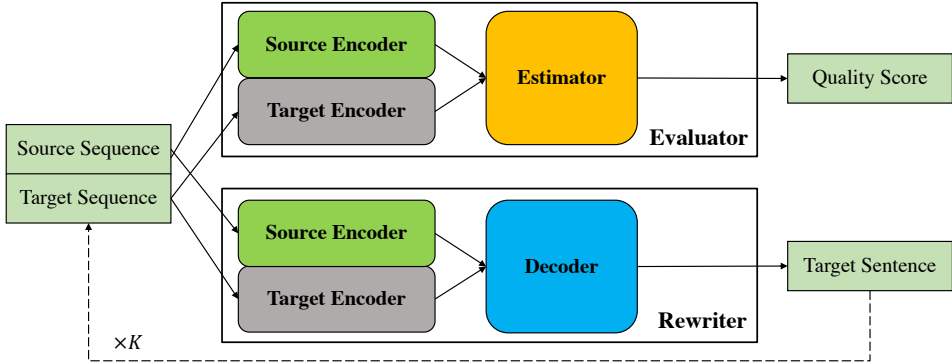 Source Encoder
Target Encoder
Estimator
Evaluator
Quality Score
Source Sequence
Target Sequence
Source Encoder
Target Encoder
Decoder
Rewriter
Target Sentence
×K